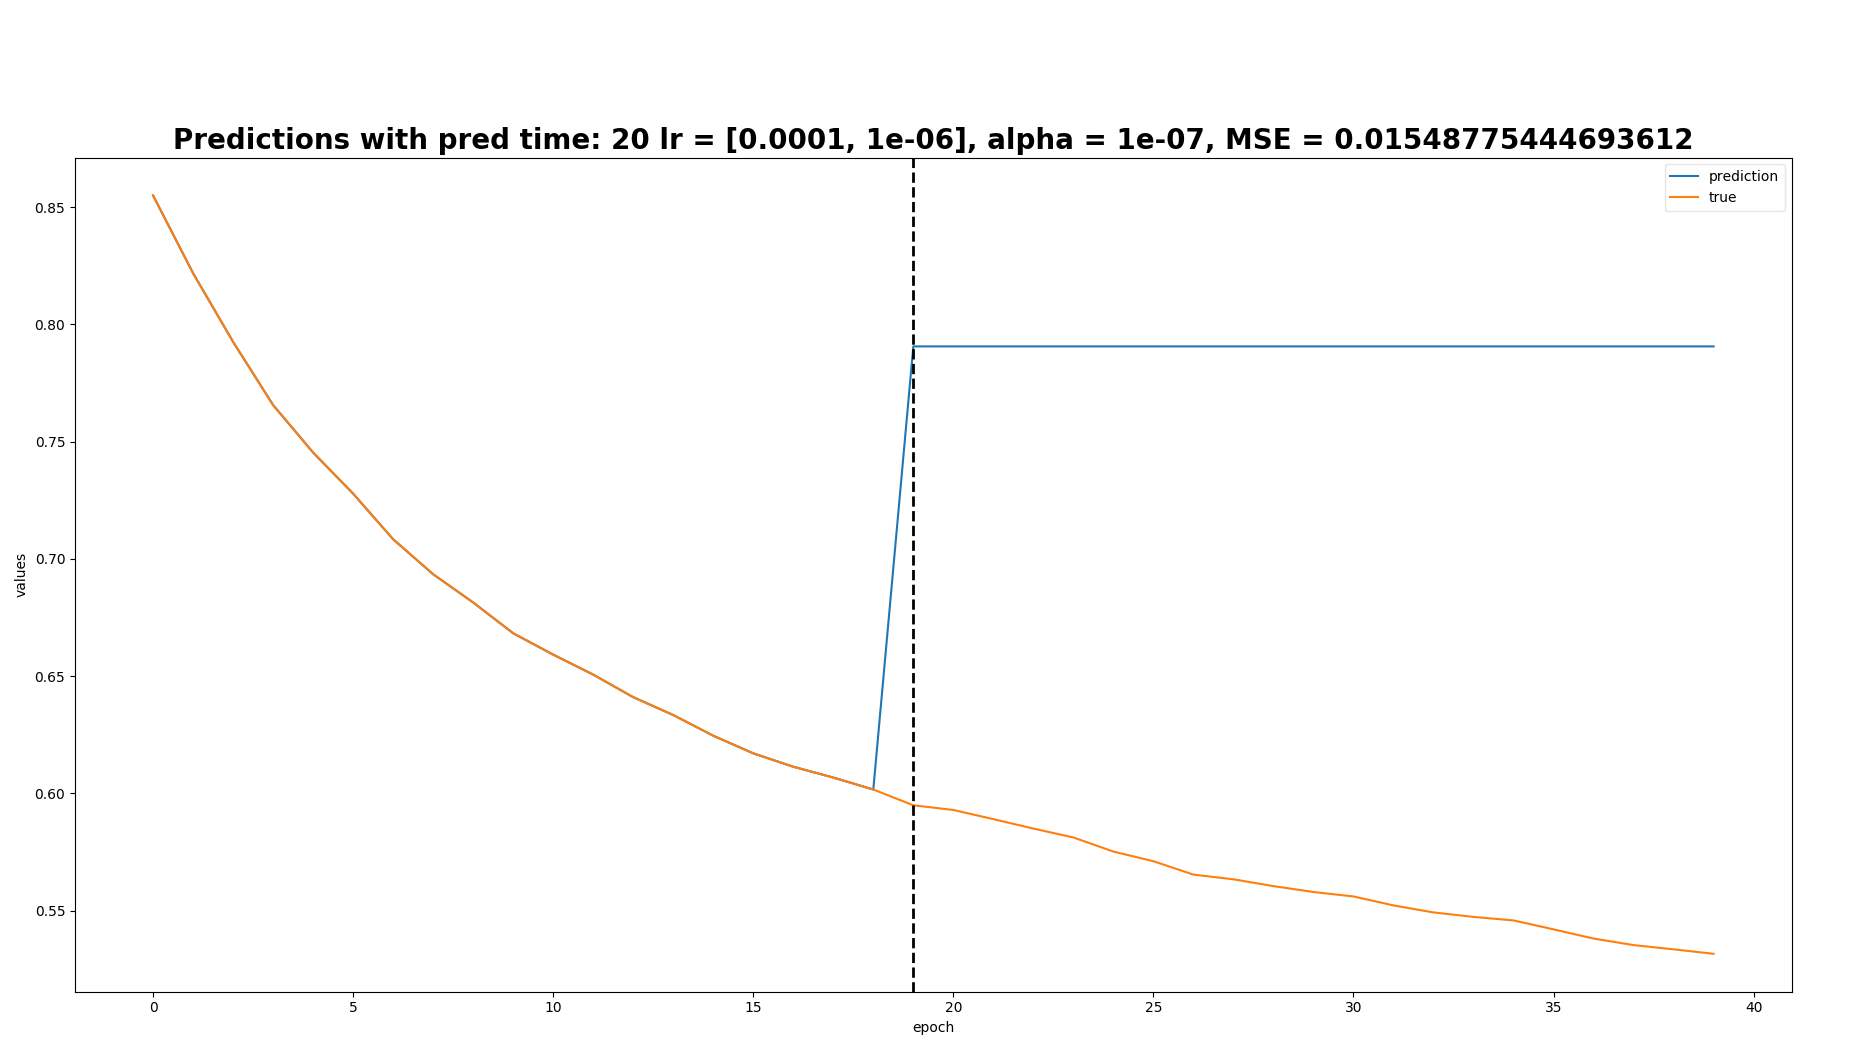 Predictions with pred time: 20 lr = [0.0001, 1e-06], alpha = 1e-07, MSE = 0.01548775444693612
prediction
true
0.85
0.80
0.75
0.70
0.65
0.60
0.55
values
0 5 10 15 20 25 30 35 40
epoch